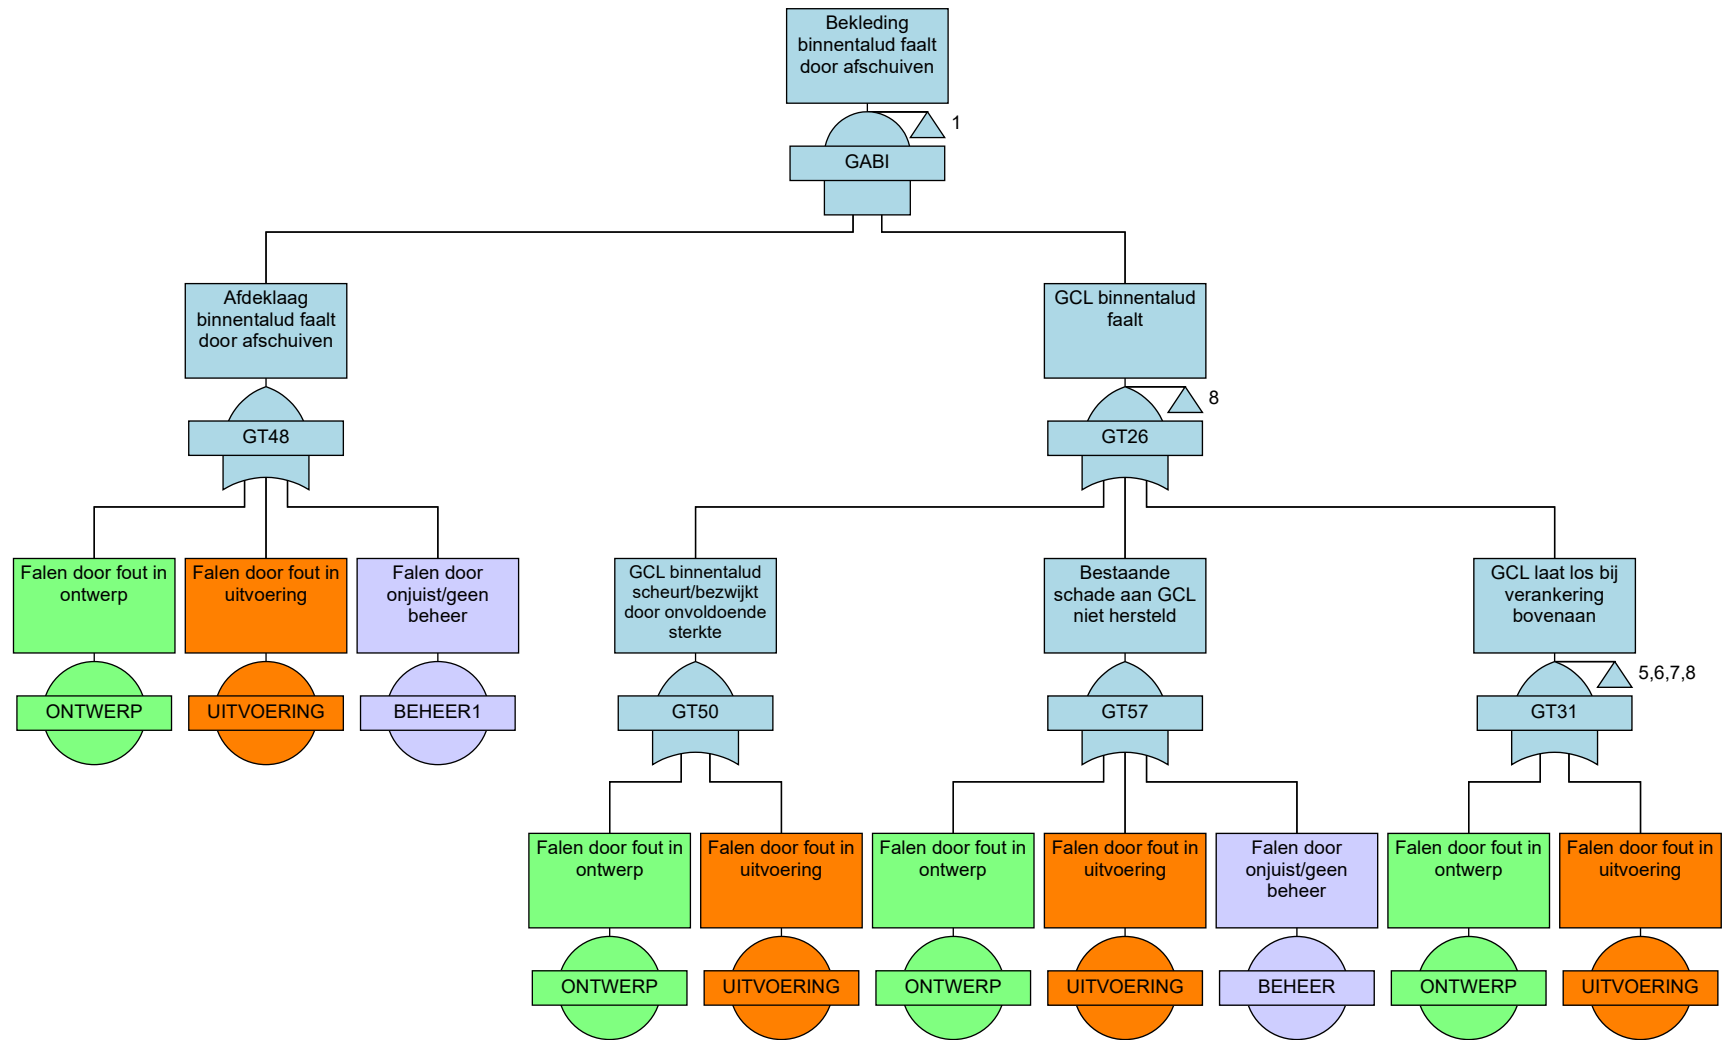 Bekleding
binnentalud faalt
door afschuiven
1
GABI
Afdeklaag
binnentalud faalt
door afschuiven
GT48
GCL binnentalud
faalt
8
GT26
Falen door fout in
ontwerp
ONTWERP
Falen door fout in
uitvoering
UITVOERING
Falen door
onjuist/geen
beheer
BEHEER1
GCL binnentalud
scheurt/bezwijkt
door onvoldoende
sterkte
GT50
Bestaande
schade aan GCL
niet hersteld
GT57
GCL laat los bij
verankering
bovenaan
5,6,7,8
GT31
Falen door fout in
ontwerp
ONTWERP
Falen door fout in
uitvoering
UITVOERING
Falen door fout in
ontwerp
ONTWERP
Falen door fout in
uitvoering
UITVOERING
Falen door
onjuist/geen
beheer
BEHEER
Falen door fout in
ontwerp
ONTWERP
Falen door fout in
uitvoering
UITVOERING